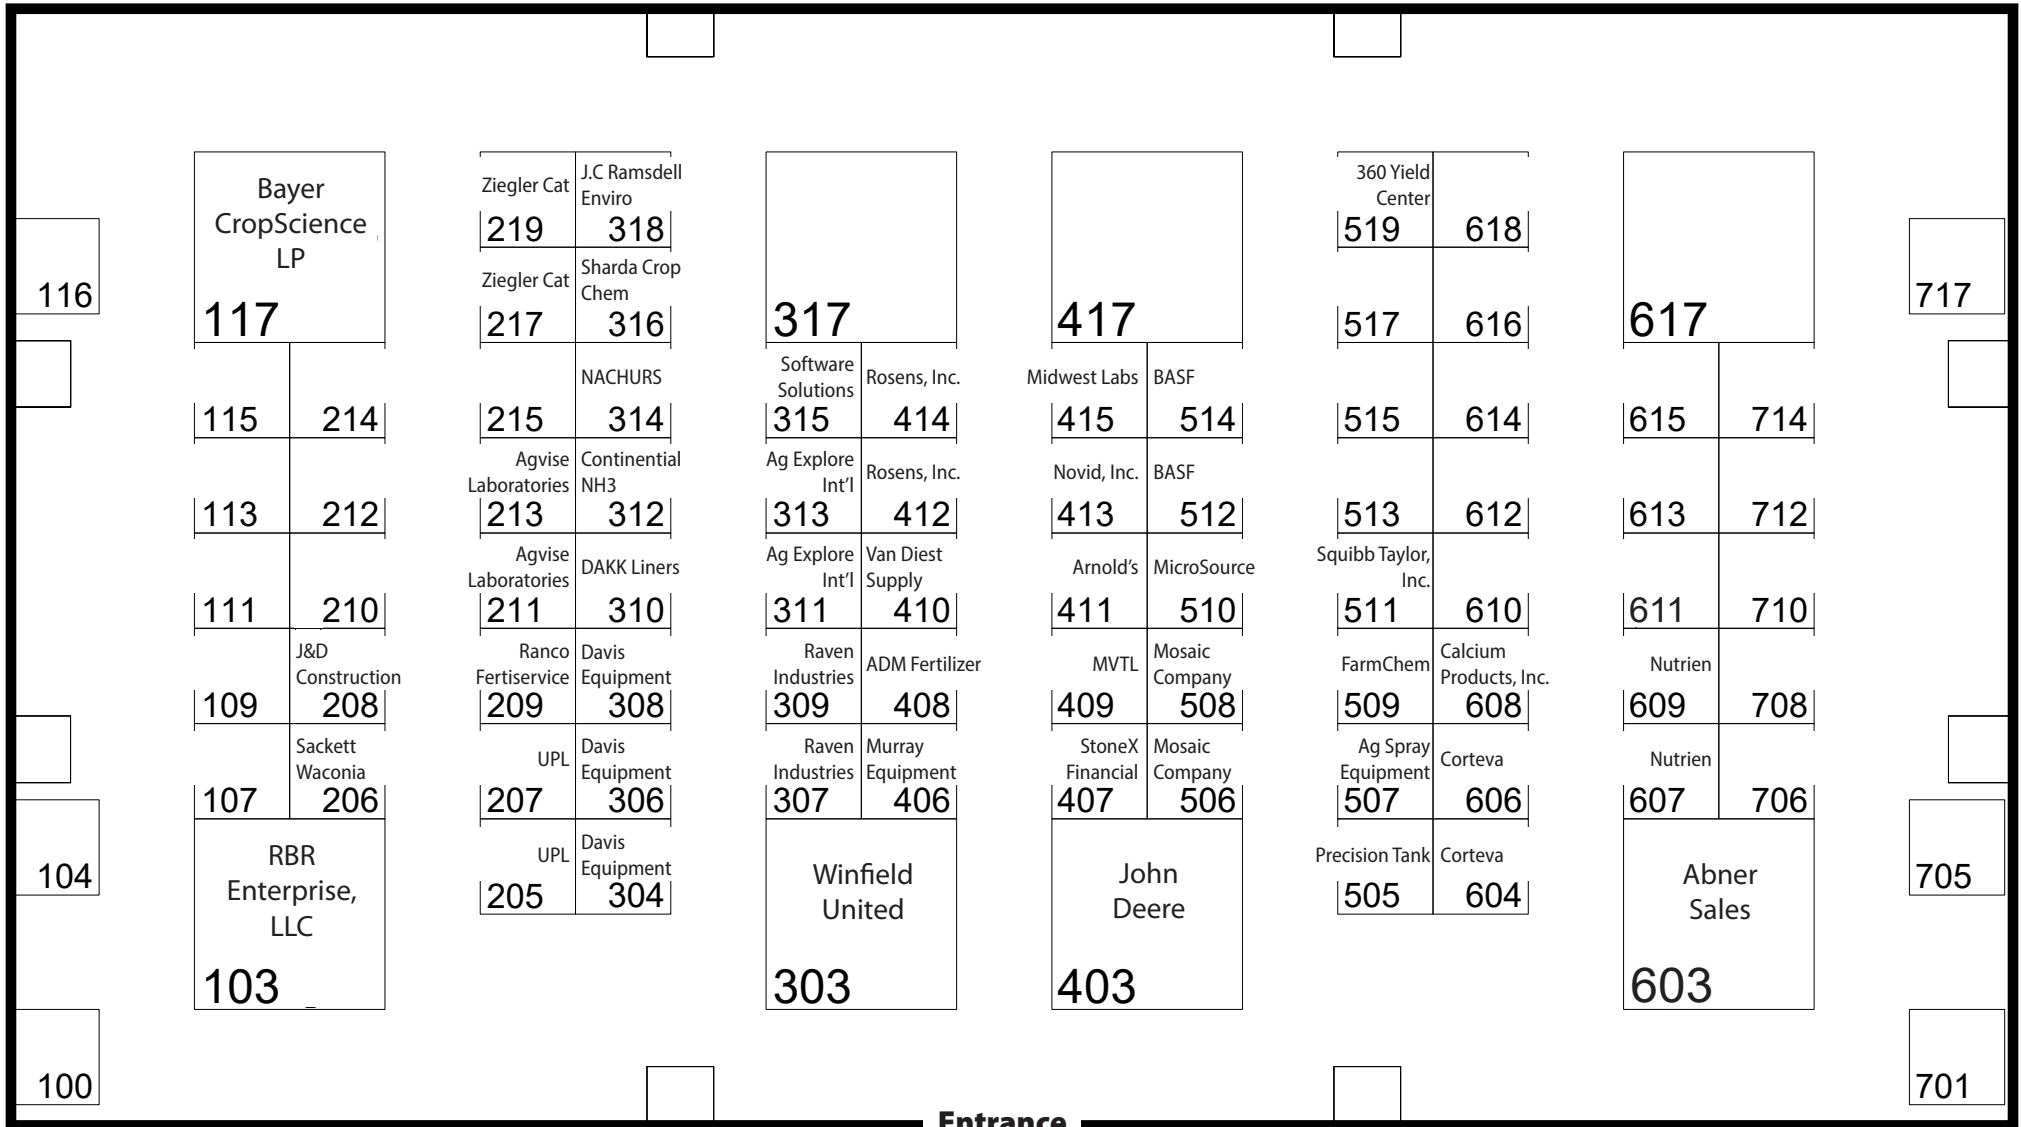 Bayer
CropScience
LP
117
Ziegler Cat
219
J.C Ramsdell
Enviro
318
Ziegler Cat
217
Sharda Crop
Chem
316
317
417
360 Yield
Center
519
618
517
616
617
116
717
115
214
215
NACHURS
314
Software
Solutions
315
Rosens, Inc.
414
Midwest Labs
415
BASF
514
515
614
615
714
113
212
Agvise
Laboratories
213
Continential
NH3
312
Ag Explore
Int'l
313
Rosens, Inc.
412
Novid, Inc.
413
BASF
512
513
612
613
712
111
210
Agvise
Laboratories
211
DAKK Liners
310
Ag Explore
Int'l
311
Van Diest
Supply
410
Arnold's
411
MicroSource
510
Squibb Taylor,
Inc.
511
610
611
710
109
J&D
Construction
208
Ranco
Fertiservice
209
Davis
Equipment
308
Raven
Industries
309
ADM Fertilizer
408
MVTL
409
Mosaic
Company
508
FarmChem
509
Calcium
Products, Inc.
608
Nutrien
609
708
107
Sackett
Waconia
206
UPL
207
Davis
Equipment
306
Raven
Industries
307
Murray
Equipment
406
StoneX
Financial
407
Mosaic
Company
506
Ag Spray
Equipment
507
Corteva
606
Nutrien
607
706
104
RBR
Enterprise,
LLC
103
UPL
205
Davis
Equipment
304
Winfield
United
303
John
Deere
403
Precision Tank
505
Corteva
604
Abner
Sales
603
705
100
701
Entrance